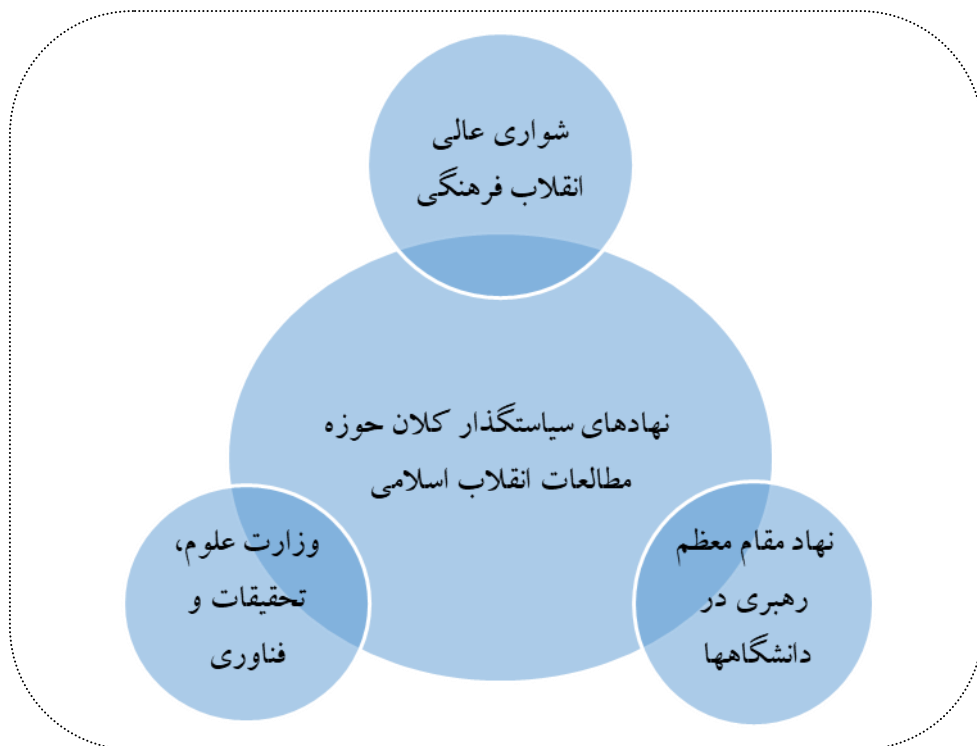 شواری عالی
انقلاب فرهنگی
نهادهای سیاستگذار کلان حوزه
مطالعات انقلاب اسلامی
نهاد مقام معظم
رهبری در
دانشگاهها
وزارت علوم،
تحقیقات و
فناوری